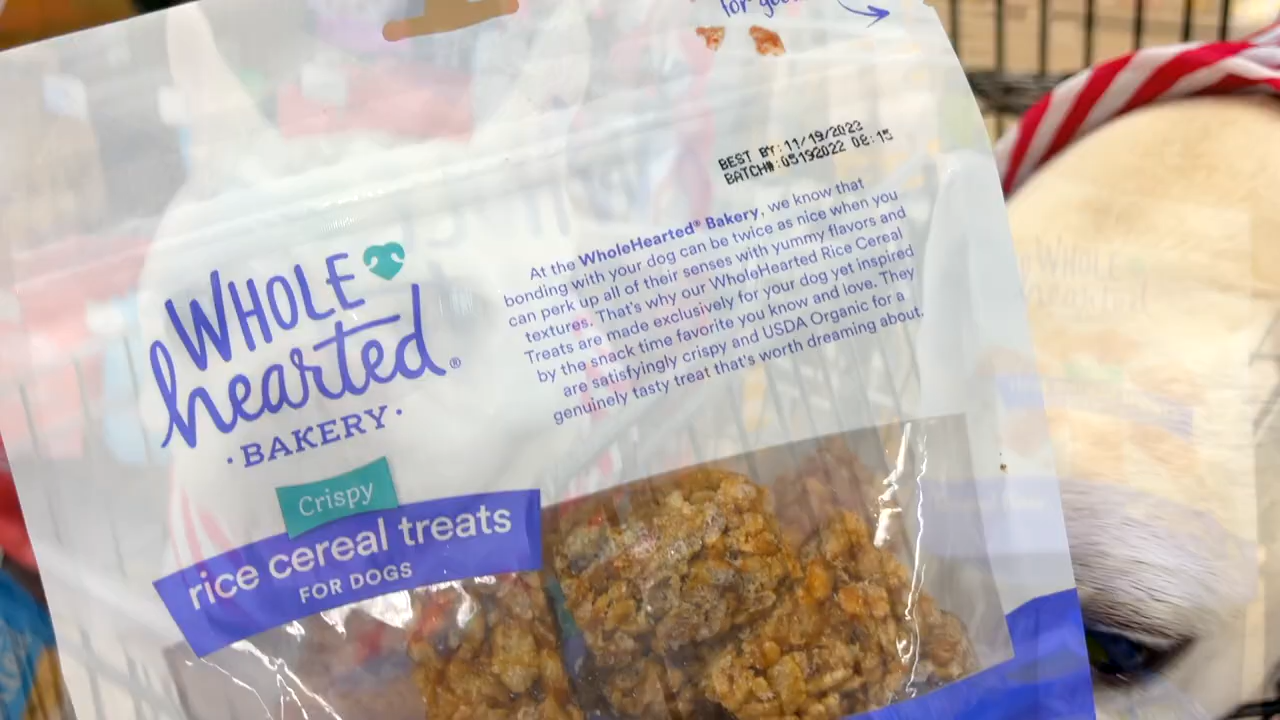 for you
BEST BY: 11/19/2023
BATCH#: 05192022 08:15
At the WholeHearted® Bakery, we know that
bonding with your dog can be twice as nice when you
can perk up all of their senses with yummy flavors and
textures. That's why our WholeHearted Rice Cereal
Treats are made exclusively for your dog yet inspired
by the snack time favorite you know and love. They
are satisfyingly crispy and USDA Organic for a
genuinely tasty treat that's worth dreaming about.
WHOLE
hearted®
·BAKERY·
Crispy
rice cereal treats
FOR DOGS